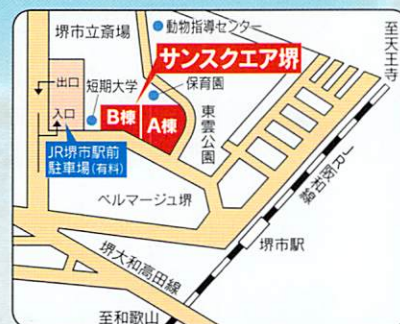 堺市立斎場
動物指導センター
サンスクエア堺
至天王寺
出口
短期大学
保育園
入口
B棟
A棟
東雲公園
JR堺市駅前
駐車場(有料)
JR阪和線
ベルマージュ堺
堺市駅
堺大和高田線
至和歌山